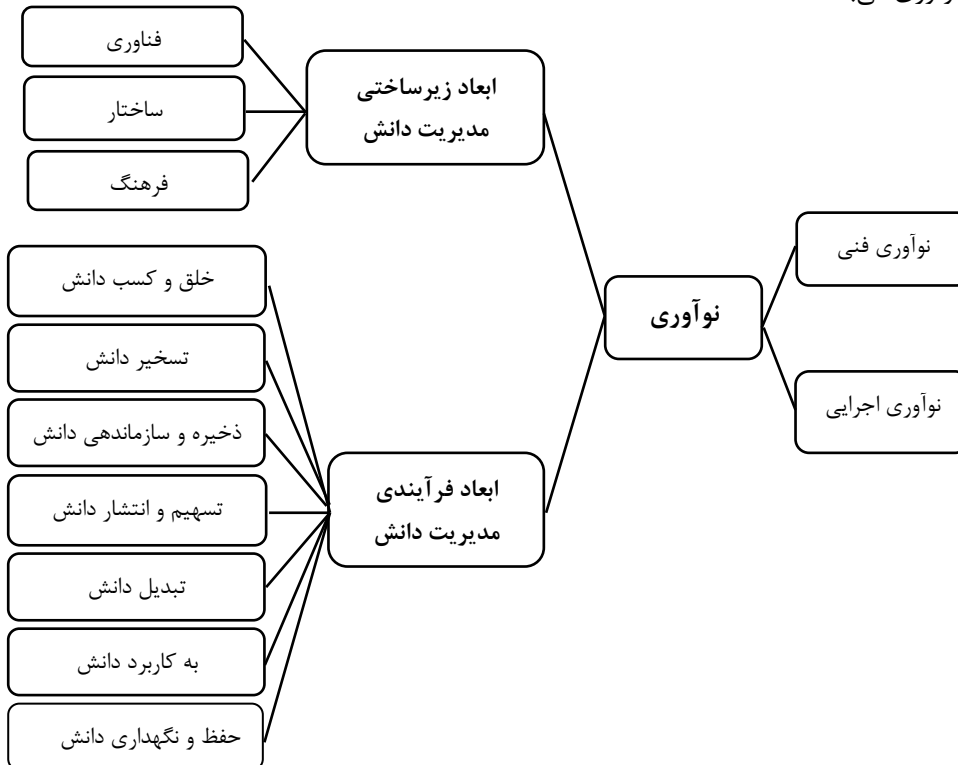 فناوری
ساختار
فرهنگ
ابعاد زیرساختی
مدیریت دانش
خلق و کسب دانش
تسخیر دانش
ذخیره و سازماندهی دانش
تسهیم و انتشار دانش
تبدیل دانش
به کاربرد دانش
حفظ و نگهداری دانش
ابعاد فرآیندی
مدیریت دانش
نوآوری
نوآوری فنی
نوآوری اجرایی